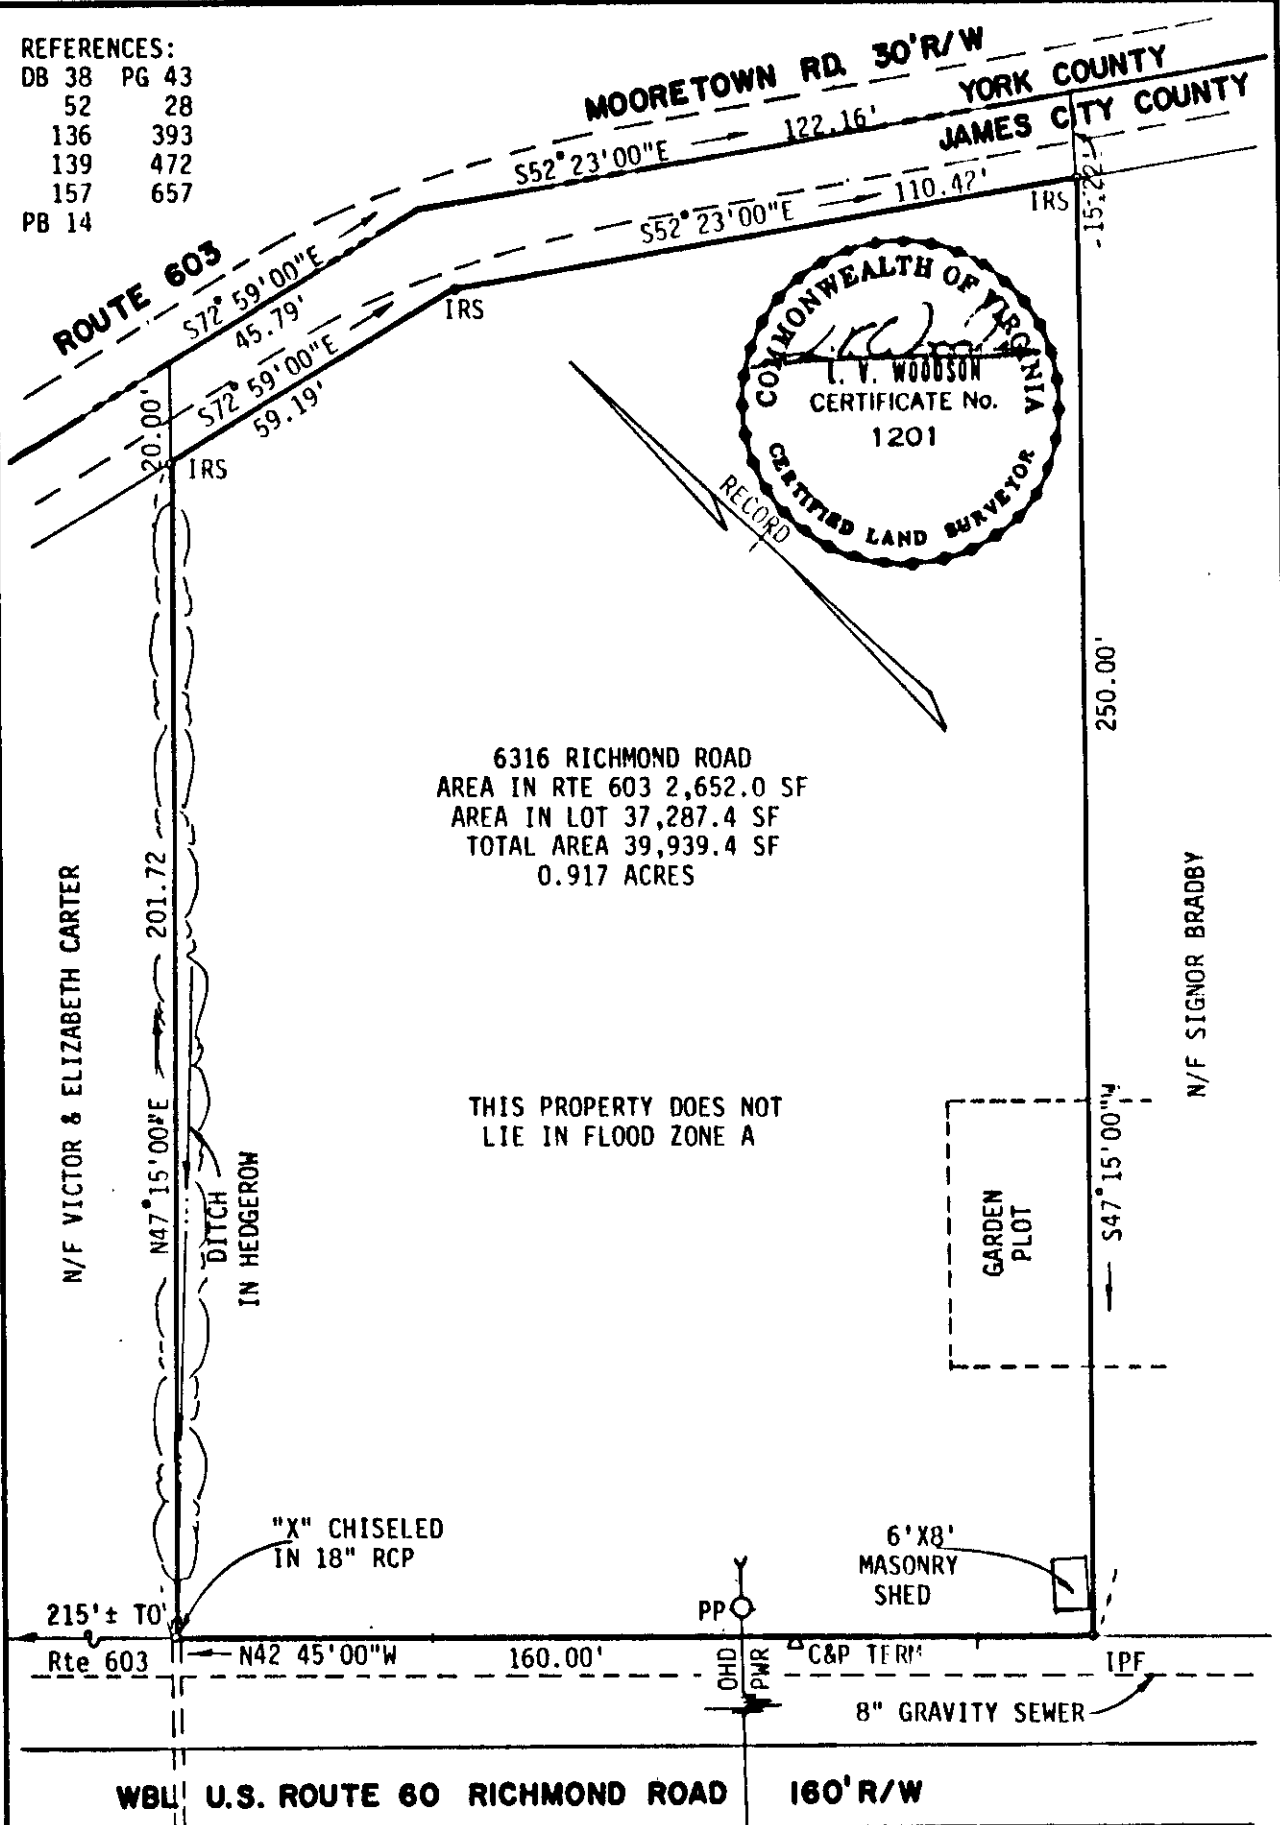 REFERENCES:
DB 38 PG 43
52 28
136 393
139 472
157 657
PB 14
MOORETOWN RD. 30'R/W
YORK COUNTY
JAMES CITY COUNTY
ROUTE 603
S52°23'00"E 122.16'
S52°23'00"E 110.47'
S72°59'00"E
45.79'
S72°59'00"E
59.19'
20.00'
15.22'
IRS
IRS
IRS
COMMONWEALTH OF VIRGINIA
L. V. WOODSON
CERTIFICATE No.
1201
CERTIFIED LAND SURVEYOR
RECORD
250.00'
6316 RICHMOND ROAD
AREA IN RTE 603 2,652.0 SF
AREA IN LOT 37,287.4 SF
TOTAL AREA 39,939.4 SF
0.917 ACRES
N/F VICTOR & ELIZABETH CARTER
N47°15'00"E 201.72
N/F SIGNOR BRADBY
THIS PROPERTY DOES NOT
LIE IN FLOOD ZONE A
S47°15'00"W
DITCH
IN HEDGEROW
GARDEN
PLOT
"X" CHISELED
IN 18" RCP
6'X8'
MASONRY
SHED
PP
215'± TO
Rte 603
N42 45'00"W 160.00'
OHD
PWR
C&P TERM
IPF
8" GRAVITY SEWER
WBL U.S. ROUTE 60 RICHMOND ROAD 160'R/W